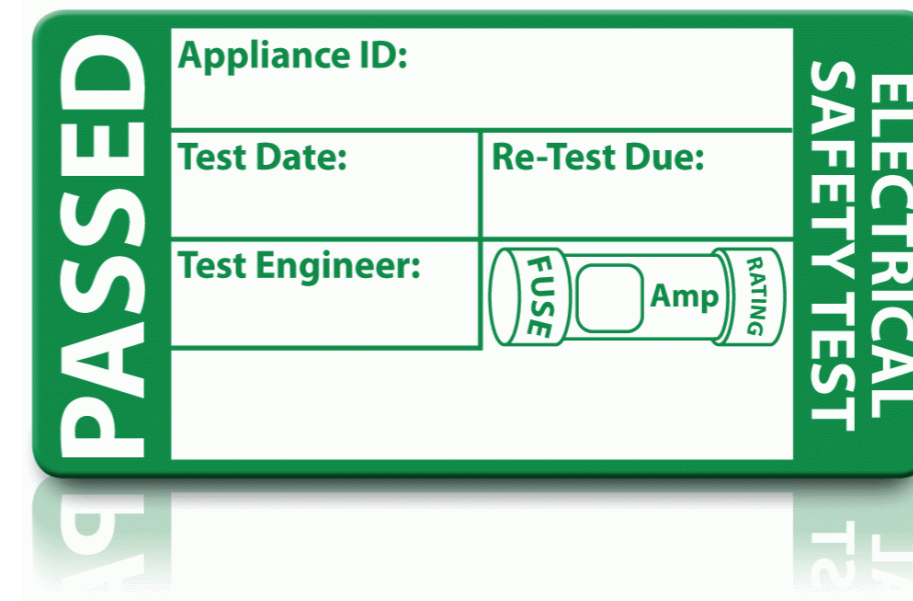 PASSED
Appliance ID:
Test Date:
Re-Test Due:
Test Engineer:
FUSE
Amp
RATING
ELECTRICAL
SAFETY TEST